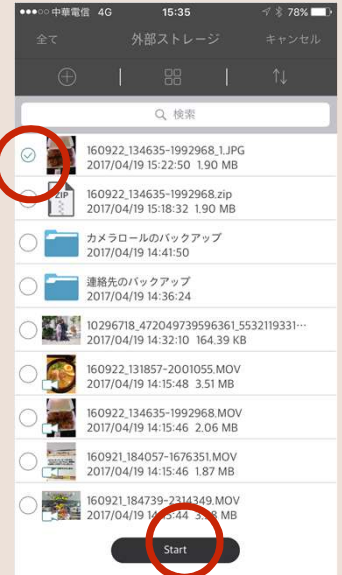 中華電信 4G 15:35 78%
全て 外部ストレージ キャンセル
検索
160922_134635-1992968_1.JPG
2017/04/19 15:22:50 1.90 MB
ZIP
160922_134635-1992968.zip
2017/04/19 15:18:32 1.90 MB
カメラロールのバックアップ
2017/04/19 14:41:50
連絡先のバックアップ
2017/04/19 14:36:24
10296718_472049739596361_5532119331…
2017/04/19 14:32:10 164.39 KB
160922_131857-2001055.MOV
2017/04/19 14:15:48 3.51 MB
160922_134635-1992968.MOV
2017/04/19 14:15:46 2.06 MB
160921_184057-1676351.MOV
2017/04/19 14:15:46 1.87 MB
160921_184739-2314349.MOV
2017/04/19 MB
Start